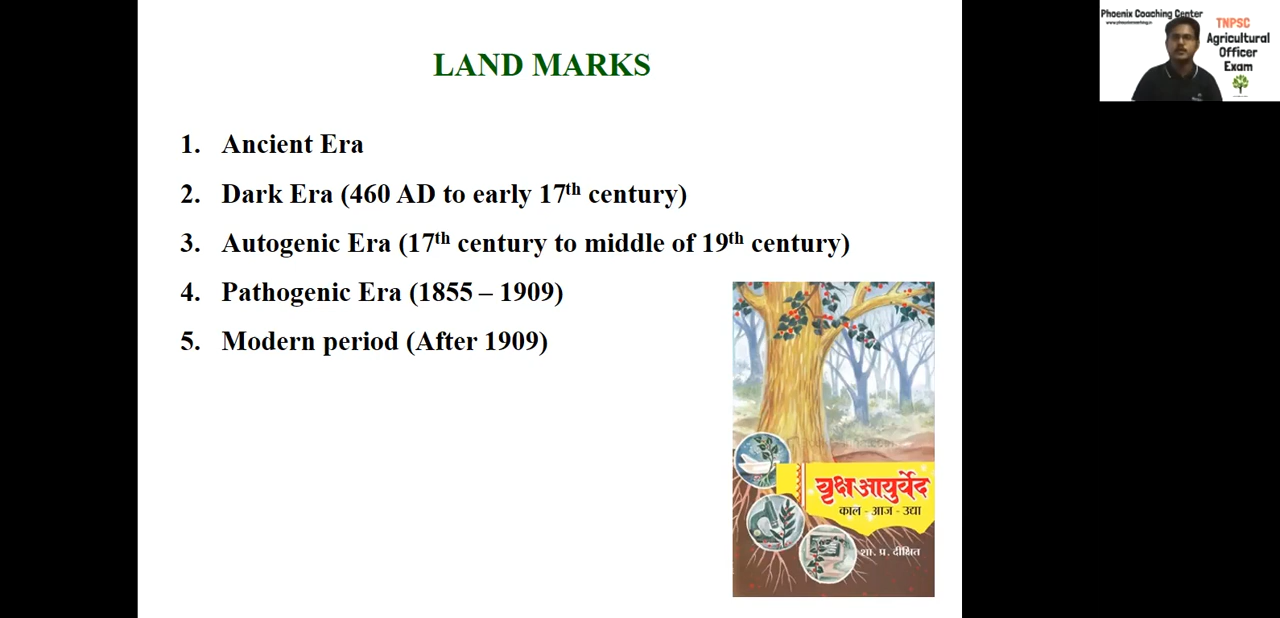 LAND MARKS
1. Ancient Era
2. Dark Era (460 AD to early 17th century)
3. Autogenic Era (17th century to middle of 19th century)
4. Pathogenic Era (1855 – 1909)
5. Modern period (After 1909)
वृक्षआयुर्वेद
काल - आज - उद्या
शा. प्र. दीक्षित
Phoenix Coaching Center
TNPSC
Agricultural
Officer
Exam